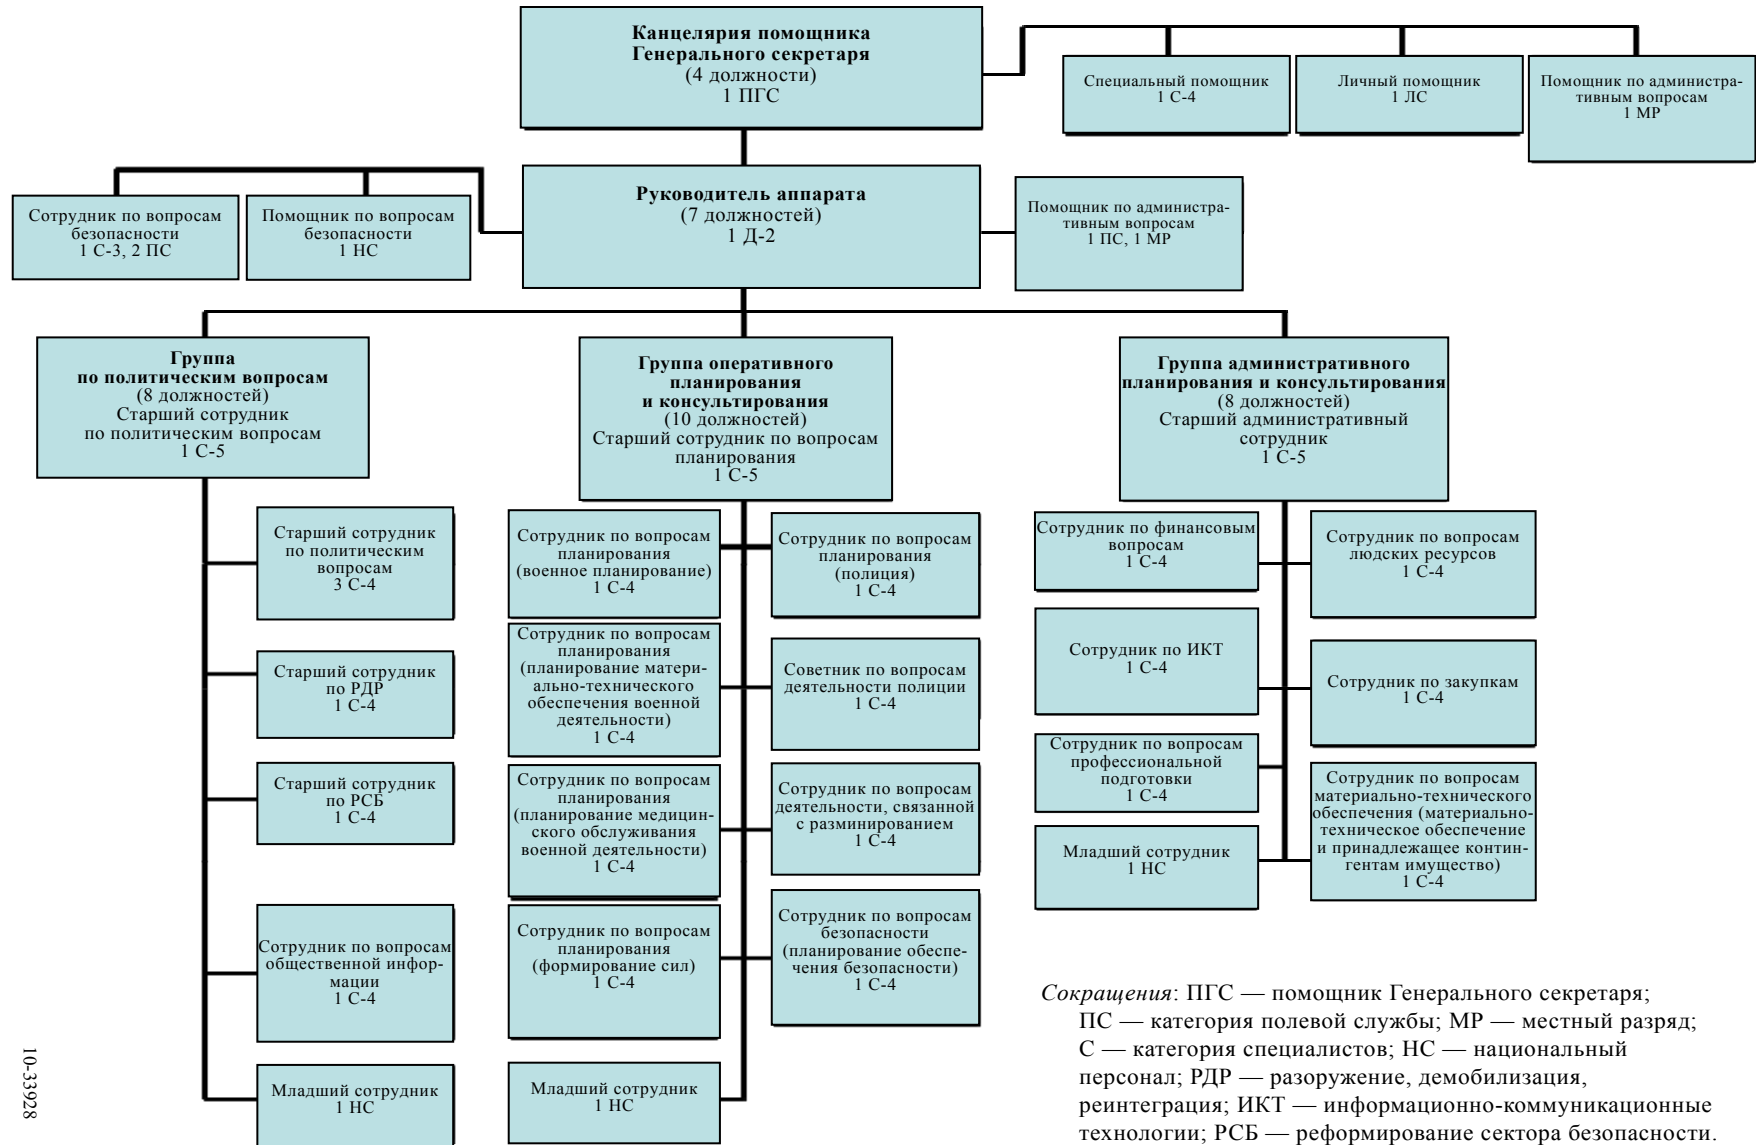 Канцелярия помощника
Генерального секретаря
(4 должности)
1 ПГС
Специальный помощник
1 С-4
Личный помощник
1 ЛС
Помощник по администра-
тивным вопросам
1 МР
Руководитель аппарата
(7 должностей)
1 Д-2
Сотрудник по вопросам
безопасности
1 С-3, 2 ПС
Помощник по вопросам
безопасности
1 НС
Помощник по администра-
тивным вопросам
1 ПС, 1 МР
Группа
по политическим вопросам
(8 должностей)
Старший сотрудник
по политическим вопросам
1 С-5
Группа оперативного
планирования
и консультирования
(10 должностей)
Старший сотрудник по вопросам
планирования
1 С-5
Группа административного
планирования и консультирования
(8 должностей)
Старший административный
сотрудник
1 С-5
Старший сотрудник
по политическим
вопросам
3 С-4
Старший сотрудник
по РДР
1 С-4
Старший сотрудник
по РСБ
1 С-4
Сотрудник по вопросам
общественной инфор-
мации
1 С-4
Младший сотрудник
1 НС
Сотрудник по вопросам
планирования
(военное планирование)
1 С-4
Сотрудник по вопросам
планирования
(полиция)
1 С-4
Сотрудник по вопросам
планирования
(планирование матери-
ально-технического
обеспечения военной
деятельности)
1 С-4
Советник по вопросам
деятельности полиции
1 С-4
Сотрудник по вопросам
планирования
(планирование медицин-
ского обслуживания
военной деятельности)
1 С-4
Сотрудник по вопросам
деятельности, связанной
с разминированием
1 С-4
Сотрудник по вопросам
планирования
(формирование сил)
1 С-4
Сотрудник по вопросам
безопасности
(планирование обеспе-
чения безопасности)
1 С-4
Младший сотрудник
1 НС
Сотрудник по финансовым
вопросам
1 С-4
Сотрудник по вопросам
людских ресурсов
1 С-4
Сотрудник по ИКТ
1 С-4
Сотрудник по закупкам
1 С-4
Сотрудник по вопросам
профессиональной
подготовки
1 С-4
Сотрудник по вопросам
материально-технического
обеспечения (материально-
техническое обеспечение
и принадлежащее контин-
гентам имущество)
1 С-4
Младший сотрудник
1 НС
Сокращения: ПГС — помощник Генерального секретаря;
ПС — категория полевой службы; МР — местный разряд;
С — категория специалистов; НС — национальный
персонал; РДР — разоружение, демобилизация,
реинтеграция; ИКТ — информационно-коммуникационные
технологии; РСБ — реформирование сектора безопасности.
10-33928